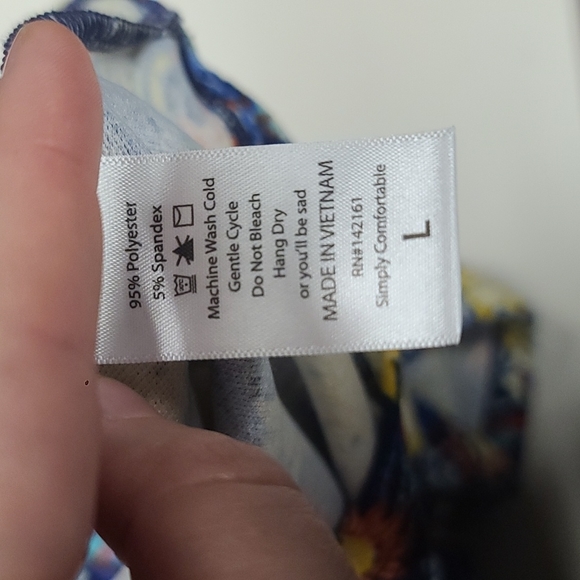 95% Polyester
5% Spandex
Machine Wash Cold
Gentle Cycle
Do Not Bleach
Hang Dry
or you'll be sad
MADE IN VIETNAM
RN#142161
Simply Comfortable
L